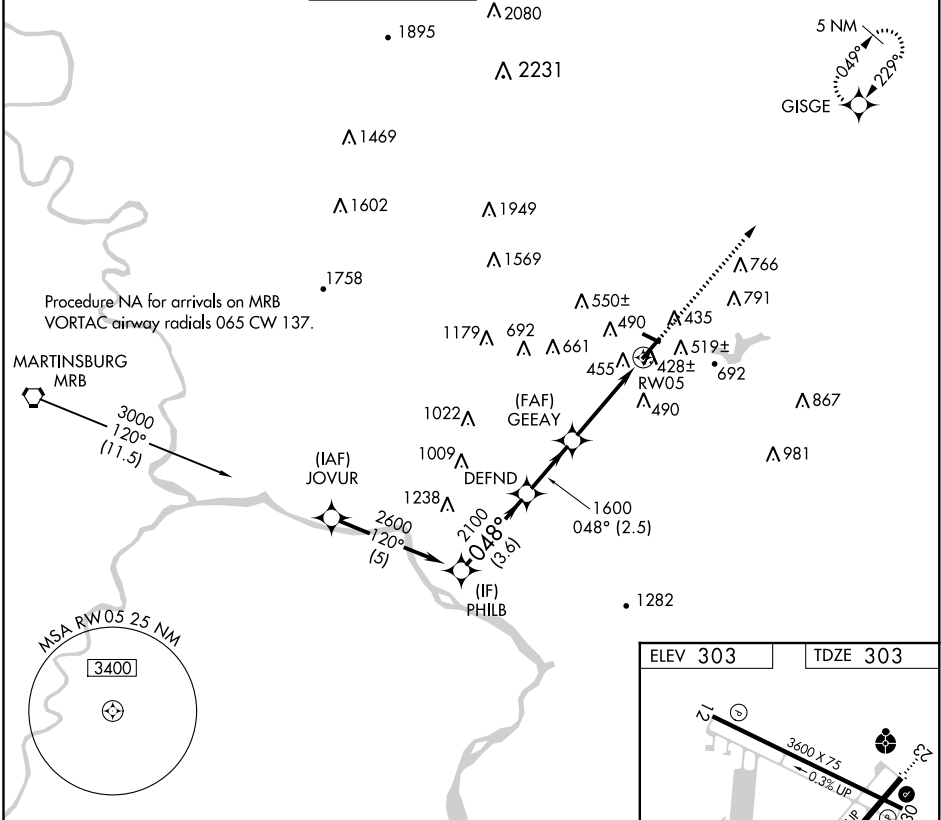 2080
1895
5 NM
2231
049°
229°
GISGE
1469
1602
1949
1569
1758
766
Procedure NA for arrivals on MRB
VORTAC airway radials 065 CW 137.
550±
791
490
435
1179
692
661
519±
MARTINSBURG
MRB
455
428±
692
RW05
3000
120°
(11.5)
(FAF)
GEEAY
490
867
1022
1009
981
(IAF)
JOVUR
DEFND
1238
1600
048° (2.5)
2600
120°
(5)
2100
048°
(3.6)
(IF)
PHILB
1282
MSA RW05 25 NM
3400
ELEV 303
TDZE 303
12
P
3600 X 75
0.3% UP
23
P
30
P
UP